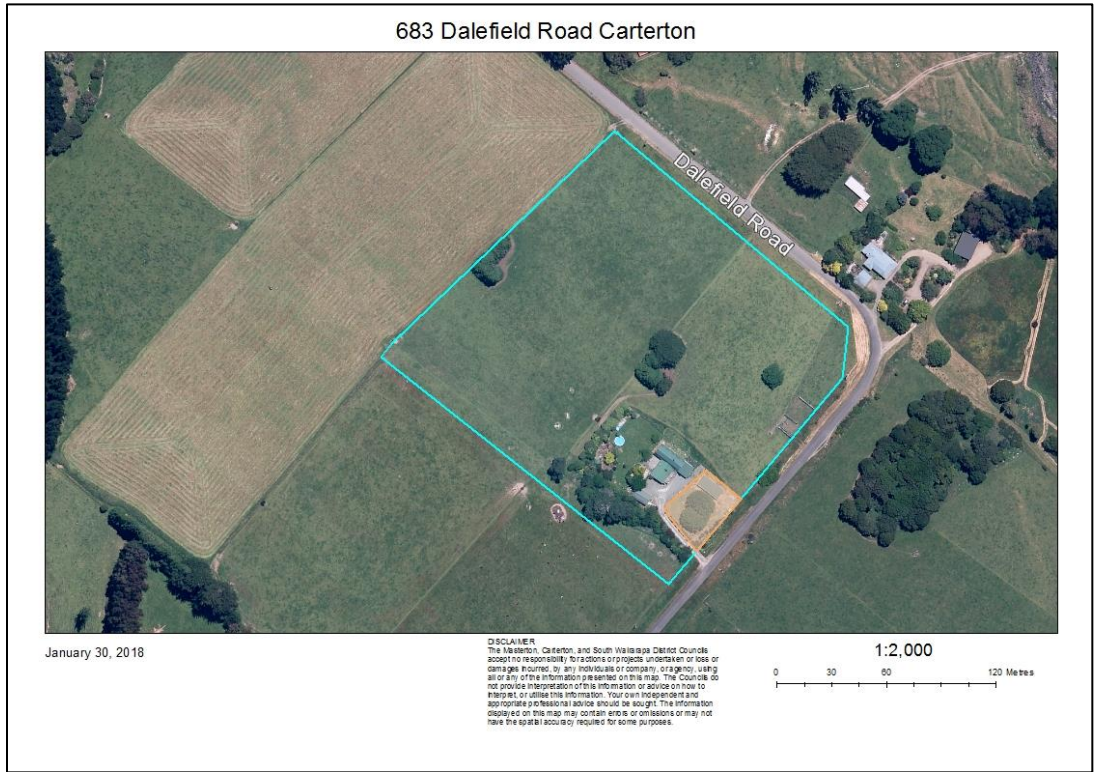 683 Dalefield Road Carterton
Dalefield Road
January 30, 2018
DISCLAIMER
The Masterton, Carterton, and South Wairarapa District Councils
accept no responsibility for actions or projects undertaken or loss or
damages incurred, by any individuals or company, or agency, using
all or any of the information presented on this map. The Councils do
not provide interpretation of this information or advice on how to
interpret, or utilise this information. Your own independent and
appropriate professional advice should be sought. The information
displayed on this map may contain errors or omissions or may not
have the spatial accuracy required for some purposes.
1:2,000
0 30 60 120 Metres